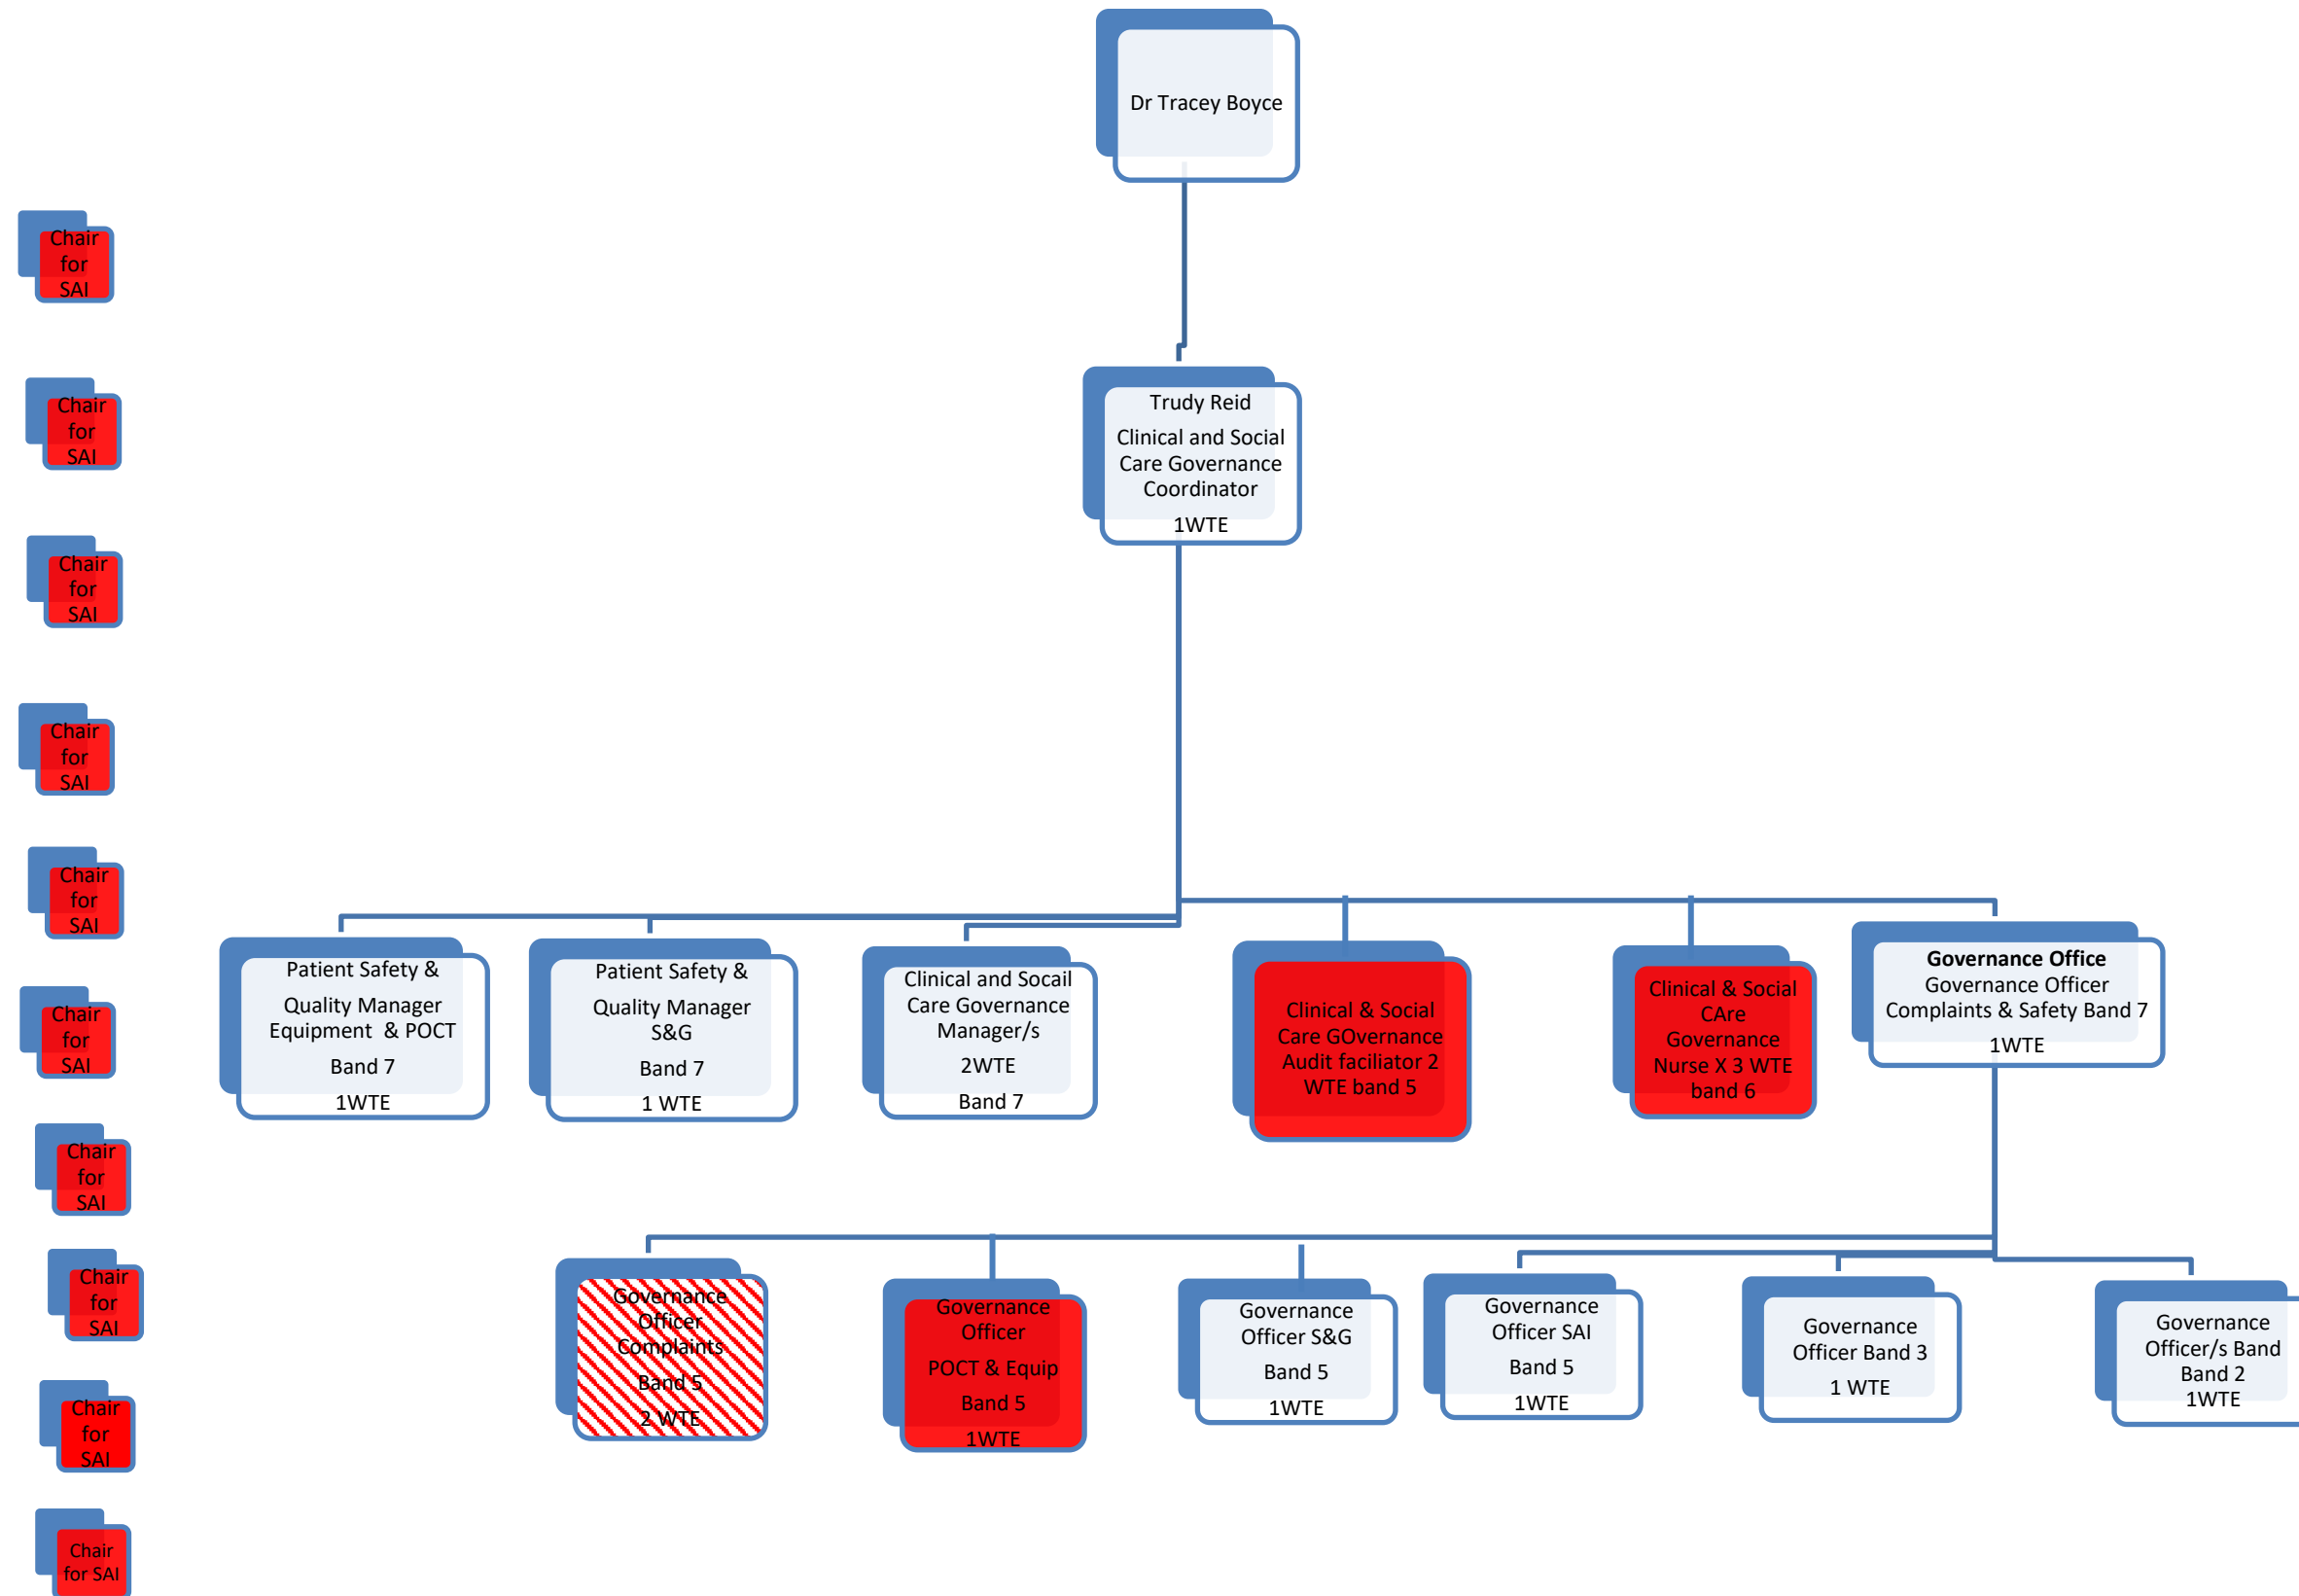 Dr Tracey Boyce
Chair
for
SAI
Chair
for
SAI
Trudy Reid
Clinical and Social
Care Governance
Coordinator
1WTE
Chair
for
SAI
Chair
for
SAI
Chair
for
SAI
Patient Safety &
Quality Manager
Equipment & POCT
Band 7
1WTE
Patient Safety &
Quality Manager
S&G
Band 7
1 WTE
Clinical and Socail
Care Governance
Manager/s
2WTE
Band 7
Clinical & Social
Care GOvernance
Audit faciliator 2
WTE band 5
Clinical & Social
CAre
Governance
Nurse X 3 WTE
band 6
Governance Office
Governance Officer
Complaints & Safety Band 7
1WTE
Chair
for
SAI
Chair
for
SAI
Chair
for
SAI
Governance
Officer
Complaints
Band 5
2 WTE
Governance
Officer
POCT & Equip
Band 5
1WTE
Governance
Officer S&G
Band 5
1WTE
Governance
Officer SAI
Band 5
1WTE
Governance
Officer Band 3
1 WTE
Governance
Officer/s Band
Band 2
1WTE
Chair
for
SAI
Chair
for SAI